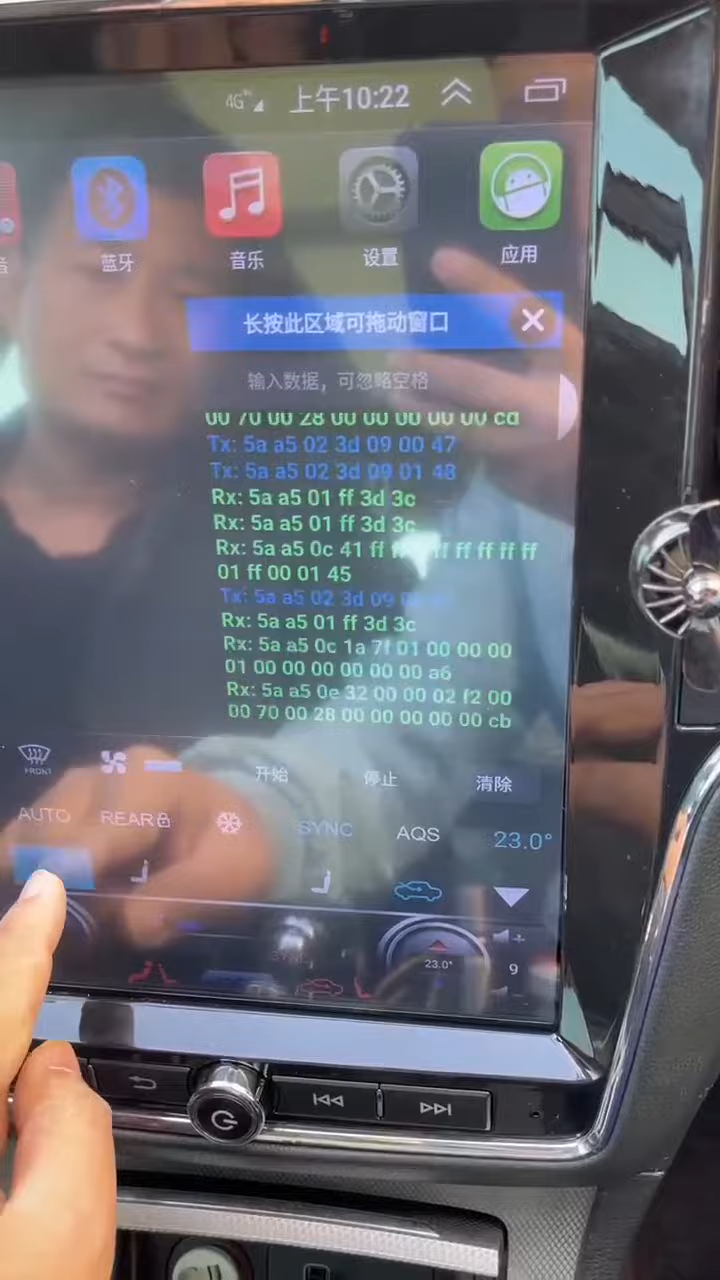 4G
上午10:22
蓝牙
音乐
设置
应用
长按此区域可拖动窗口
输入数据，可忽略空格
00 70 00 28 00 00 00 00 00 cd
Tx: 5a a5 02 3d 09 00 47
Tx: 5a a5 02 3d 09 01 48
Rx: 5a a5 01 ff 3d 3c
Rx: 5a a5 01 ff 3d 3c
Rx: 5a a5 0c 41 ff ff ff ff ff ff
01 ff 00 01 45
Tx: 5a a5 02 3d 09
Rx: 5a a5 01 ff 3d 3c
Rx: 5a a5 0c 1a 7f 01 00 00 00
01 00 00 00 00 00 00 a6
Rx: 5a a5 0e 32 00 00 02 f2 00
00 70 00 28 00 00 00 00 00 cb
FRONT
开始
停止
清除
AUTO
REAR
SYNC
AQS
23.0°
23.0°
9